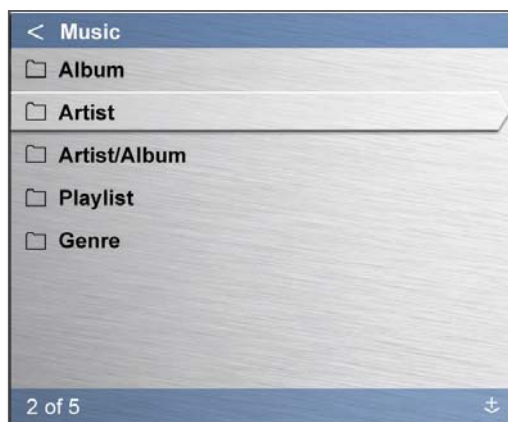 < Music
Album
Artist
Artist/Album
Playlist
Genre
2 of 5